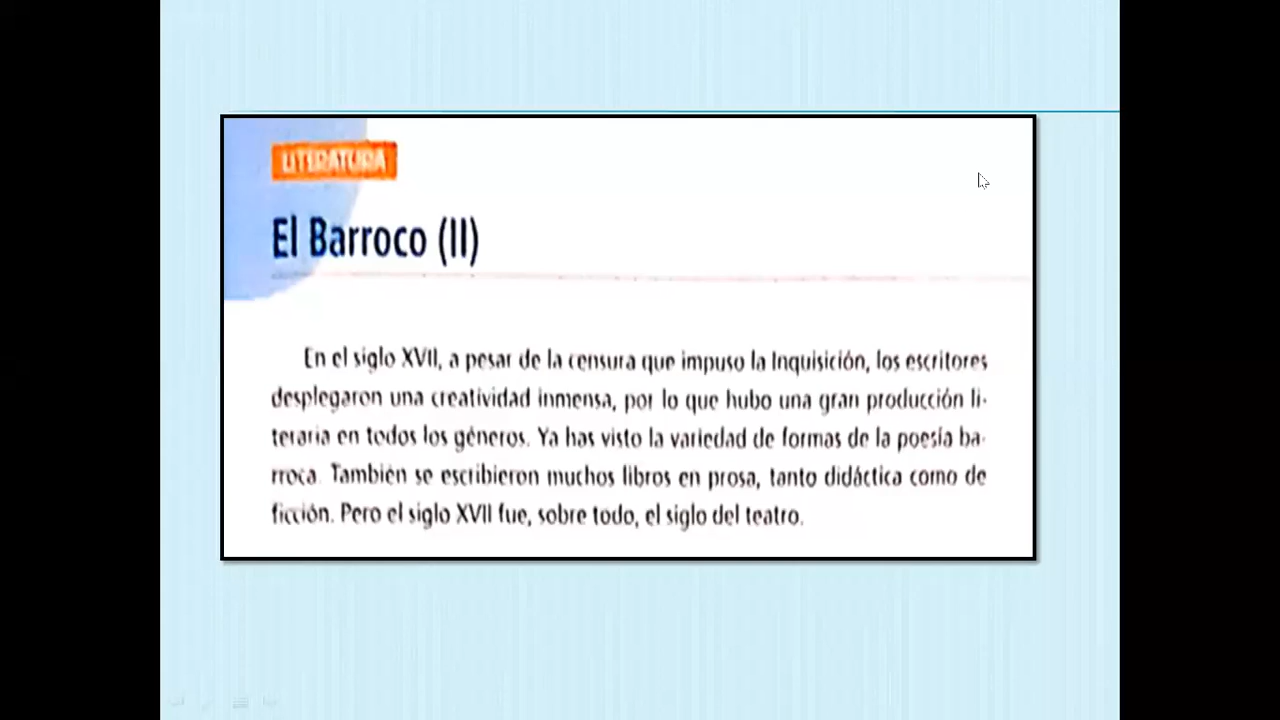 LITERATURA
El Barroco (II)
En el siglo XVII, a pesar de la censura que impuso la Inquisición, los escritores
desplegaron una creatividad inmensa, por lo que hubo una gran producción li-
teraria en todos los géneros. Ya has visto la variedad de formas de la poesía ba-
rroca. También se escribieron muchos libros en prosa, tanto didáctica como de
ficción. Pero el siglo XVII fue, sobre todo, el siglo del teatro.